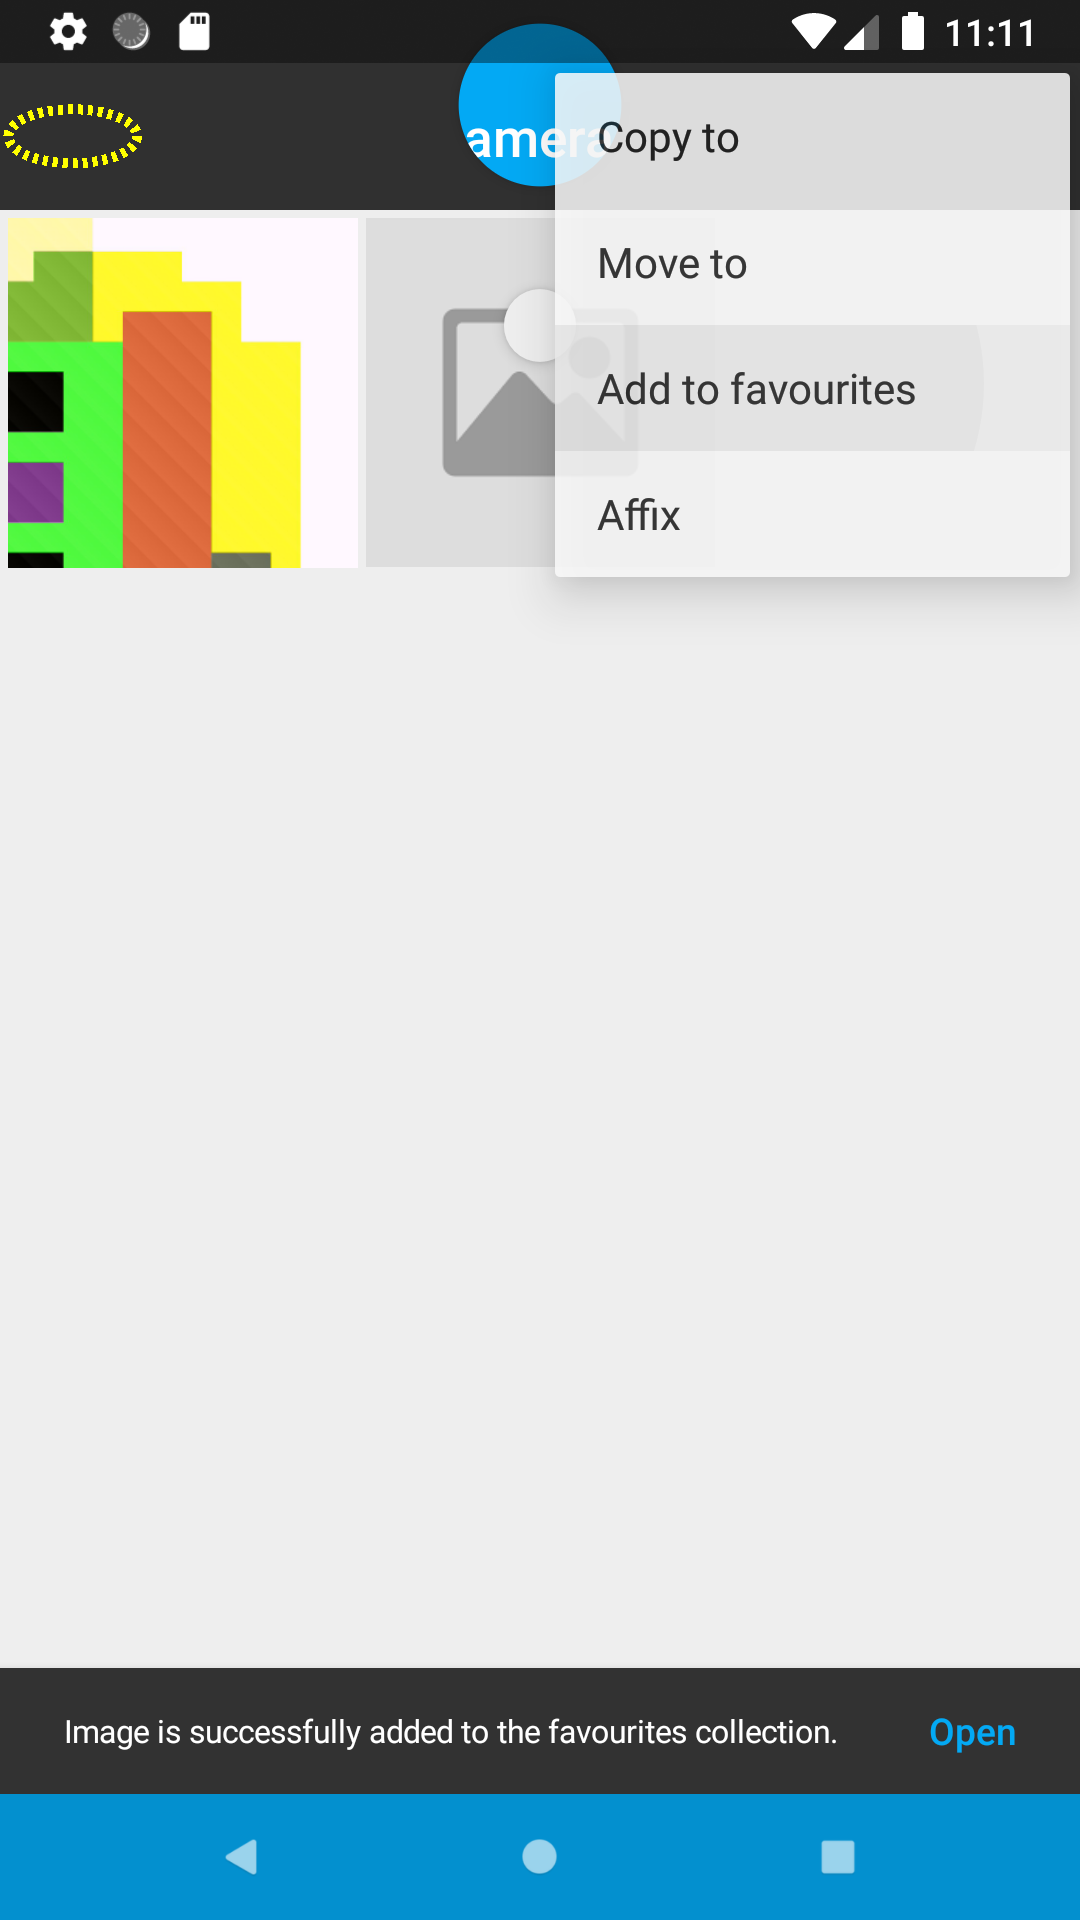 11:11
amera
Copy to
Move to
Add to favourites
Affix
Image is successfully added to the favourites collection.
Open